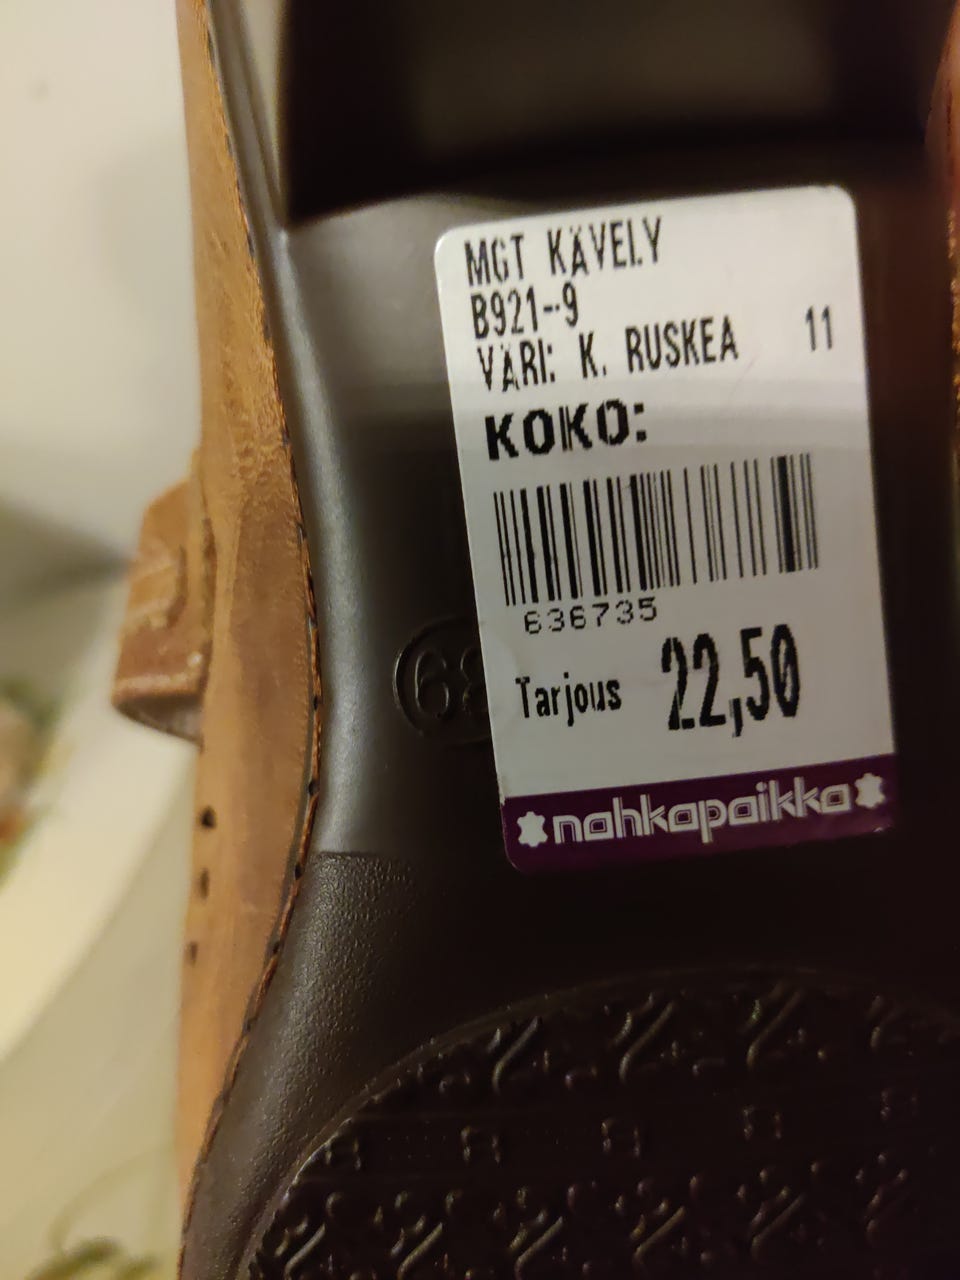 MGT KÄVELY
B921--9
VÄRI: K. RUSKEA 11
KOKO:
636735
Tarjous 22,50
nahkapaikka